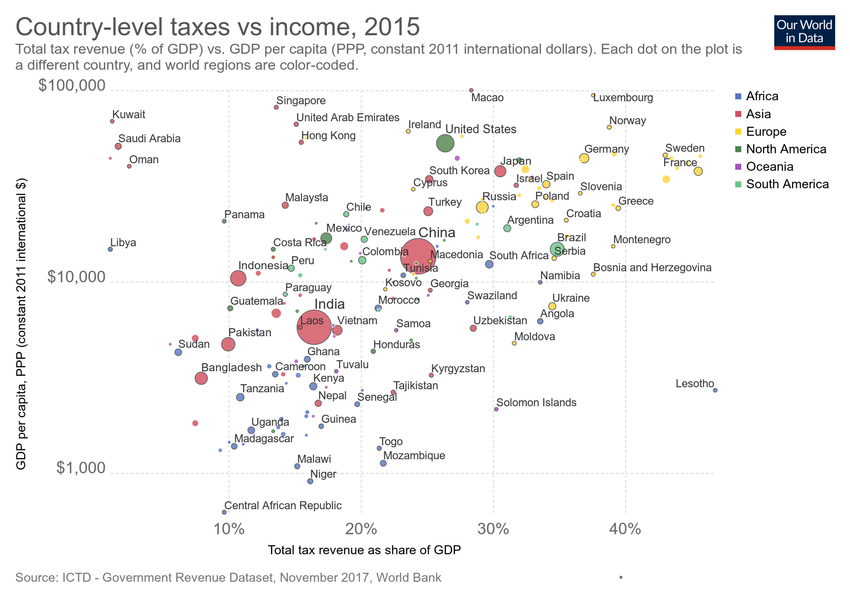 Country-level taxes vs income, 2015
Total tax revenue (% of GDP) vs. GDP per capita (PPP, constant 2011 international dollars). Each dot on the plot is
a different country, and world regions are color-coded.
Our World
in Data
$100,000
Macao
Luxembourg
Africa
Singapore
Asia
Kuwait
United Arab Emirates
Ireland
Norway
Europe
United States
Hong Kong
North America
Saudi Arabia
Germany
Sweden
Oceania
Oman
Japan
France
South America
South Korea
Israel
Spain
Cyprus
Slovenia
Malaysia
Turkey
Russia
Poland
Greece
Panama
Chile
Argentina
Croatia
Mexico
Venezuela
China
Brazil
Libya
Costa Rica
Colombia
Macedonia
South Africa
Serbia
Montenegro
Indonesia
Peru
Tunisia
Bosnia and Herzegovina
$10,000
Paraguay
Kosovo
Georgia
Namibia
Guatemala
India
Morocco
Swaziland
Ukraine
Laos
Vietnam
Samoa
Uzbekistan
Angola
Pakistan
Moldova
Sudan
Ghana
Honduras
Bangladesh
Cameroon
Tuvalu
Kyrgyzstan
Tanzania
Kenya
Tajikistan
Lesotho
Nepal
Senegal
Solomon Islands
Uganda
Guinea
Madagascar
Togo
Malawi
Mozambique
$1,000
Niger
Central African Republic
10%
20%
30%
40%
Total tax revenue as share of GDP
GDP per capita, PPP (constant 2011 international $)
Source: ICTD - Government Revenue Dataset, November 2017, World Bank